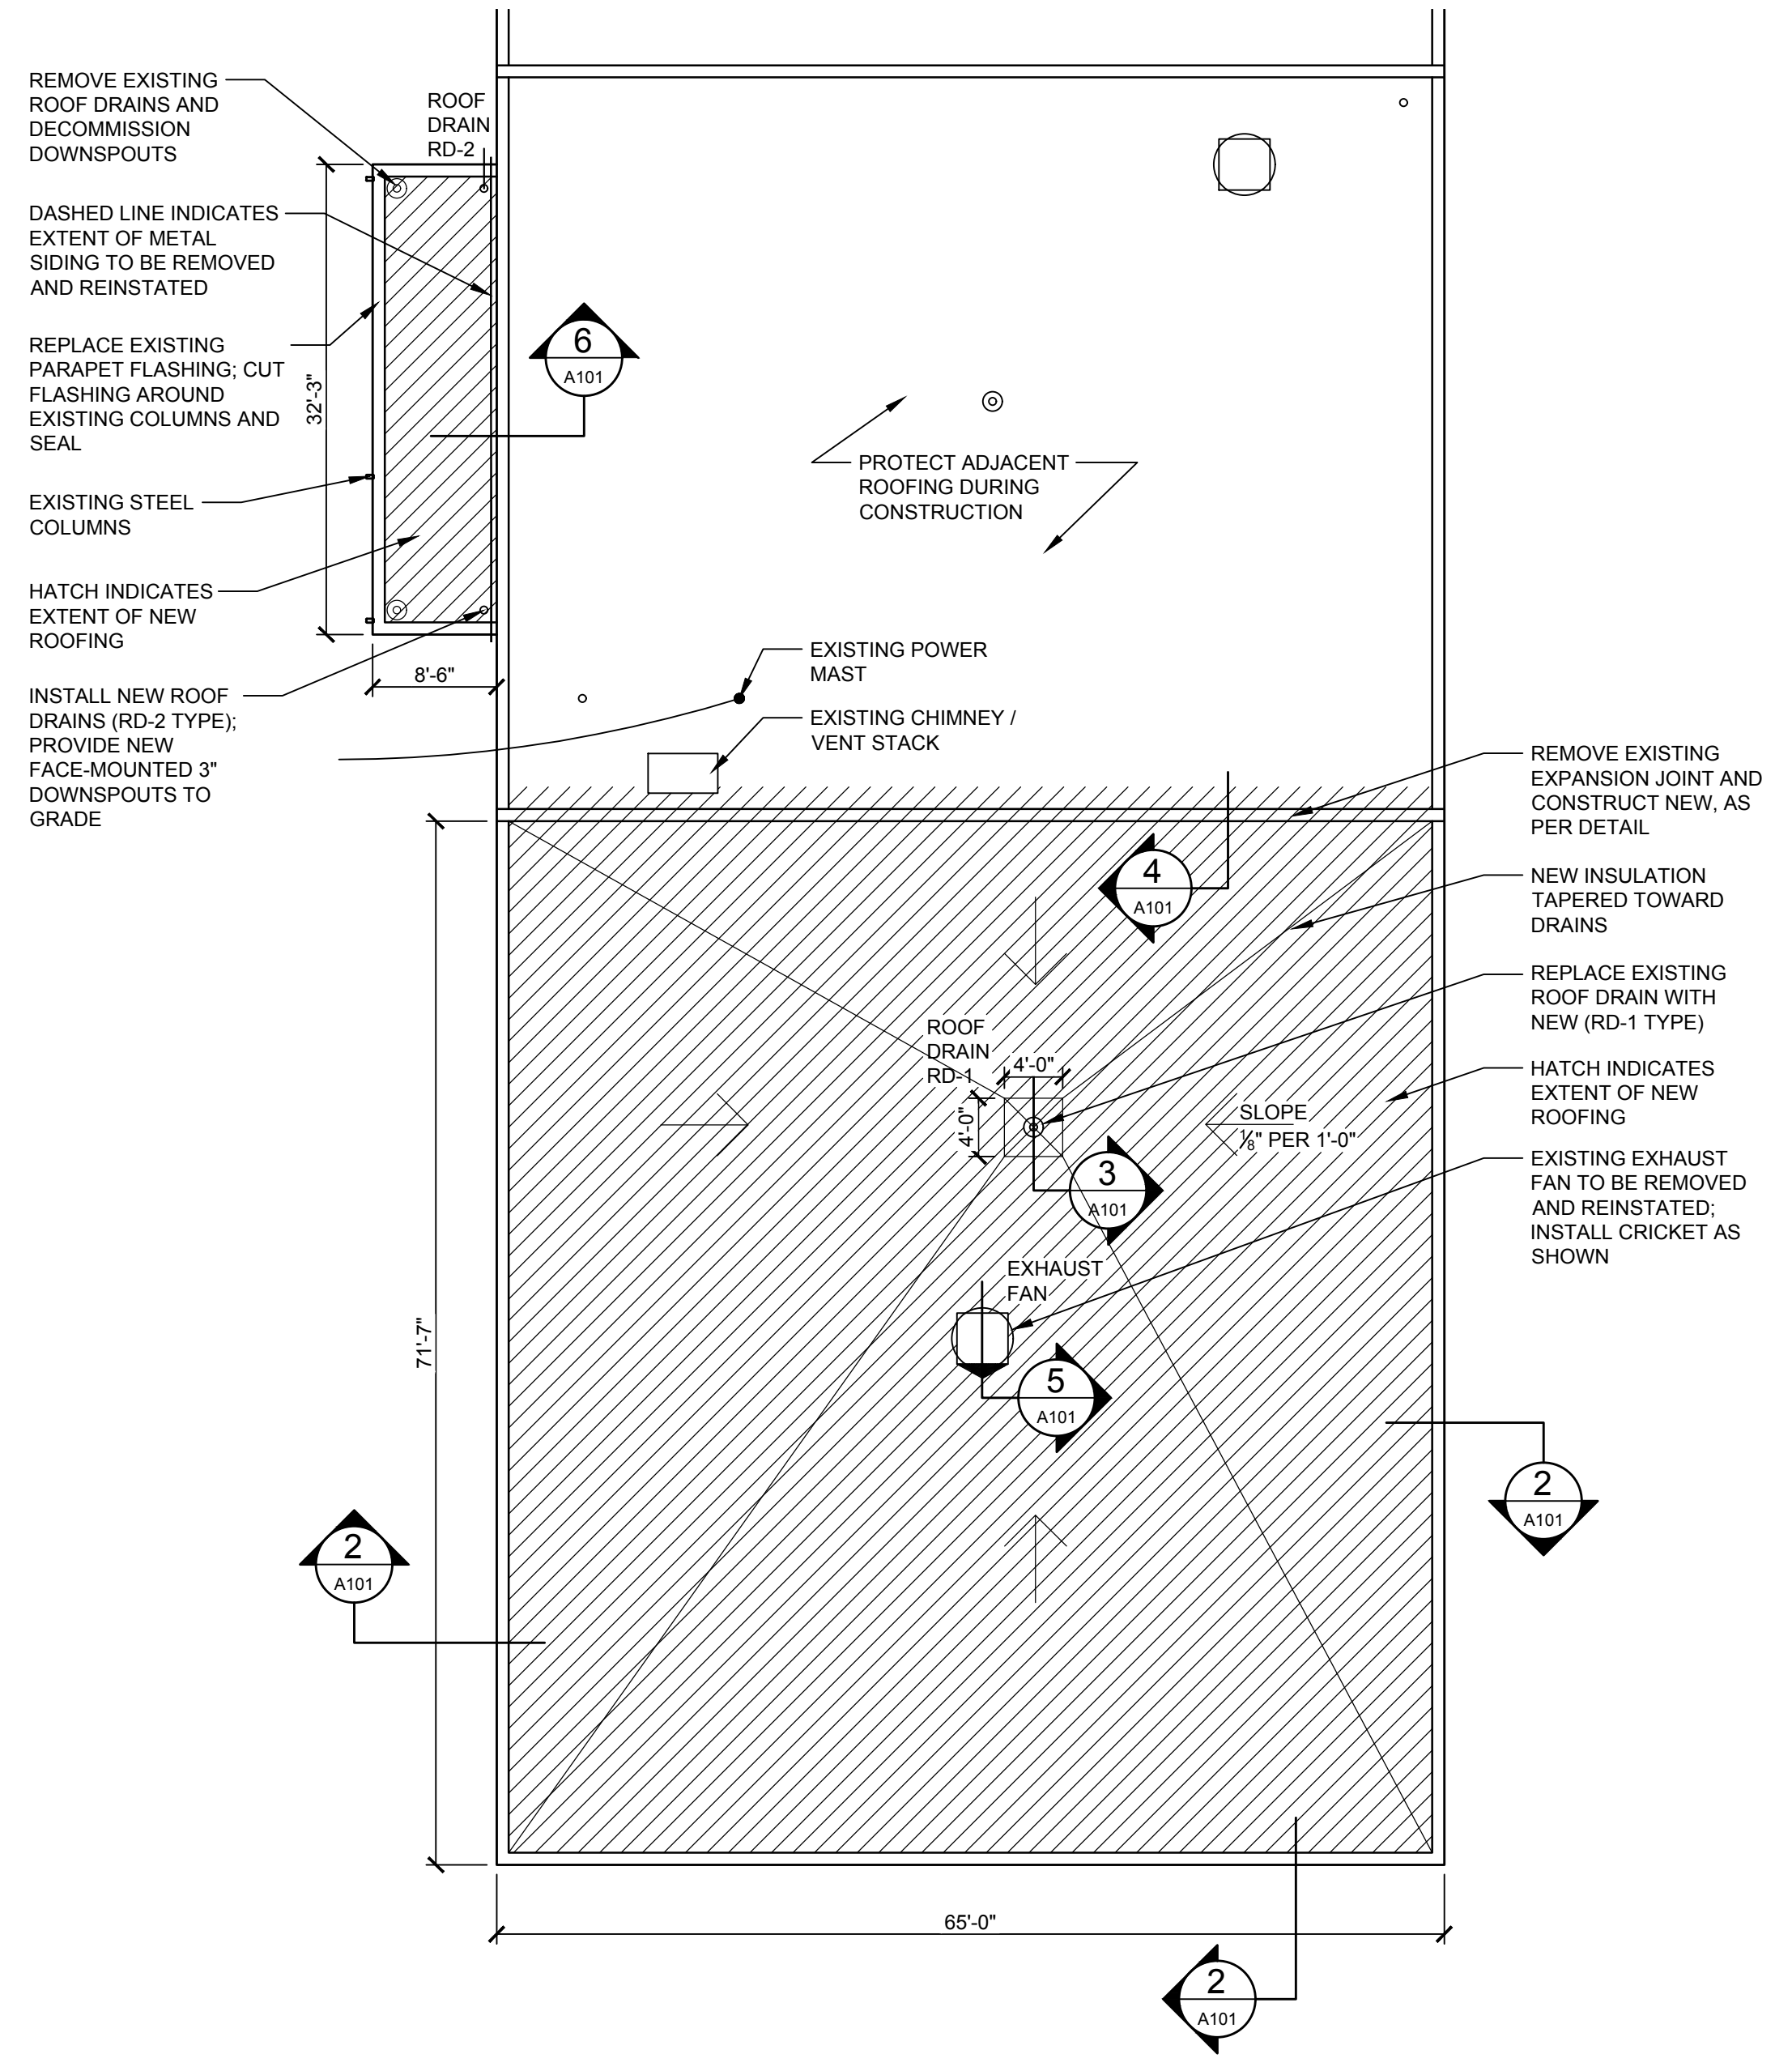 REMOVE EXISTING
ROOF DRAINS AND
DECOMMISSION
DOWNSPOUTS
ROOF
DRAIN
RD-2
DASHED LINE INDICATES
EXTENT OF METAL
SIDING TO BE REMOVED
AND REINSTATED
REPLACE EXISTING
PARAPET FLASHING; CUT
FLASHING AROUND
EXISTING COLUMNS AND
SEAL
32'-3"
6
A101
EXISTING STEEL
COLUMNS
HATCH INDICATES
EXTENT OF NEW
ROOFING
8'-6"
INSTALL NEW ROOF
DRAINS (RD-2 TYPE);
PROVIDE NEW
FACE-MOUNTED 3"
DOWNSPOUTS TO
GRADE
PROTECT ADJACENT
ROOFING DURING
CONSTRUCTION
EXISTING POWER
MAST
EXISTING CHIMNEY /
VENT STACK
REMOVE EXISTING
EXPANSION JOINT AND
CONSTRUCT NEW, AS
PER DETAIL
4
A101
NEW INSULATION
TAPERED TOWARD
DRAINS
REPLACE EXISTING
ROOF DRAIN WITH
NEW (RD-1 TYPE)
ROOF
DRAIN
RD-1
4'-0"
4'-0"
HATCH INDICATES
EXTENT OF NEW
ROOFING
SLOPE
⅛" PER 1'-0"
3
A101
EXISTING EXHAUST
FAN TO BE REMOVED
AND REINSTATED;
INSTALL CRICKET AS
SHOWN
EXHAUST
FAN
71'-7"
5
A101
2
A101
2
A101
65'-0"
2
A101